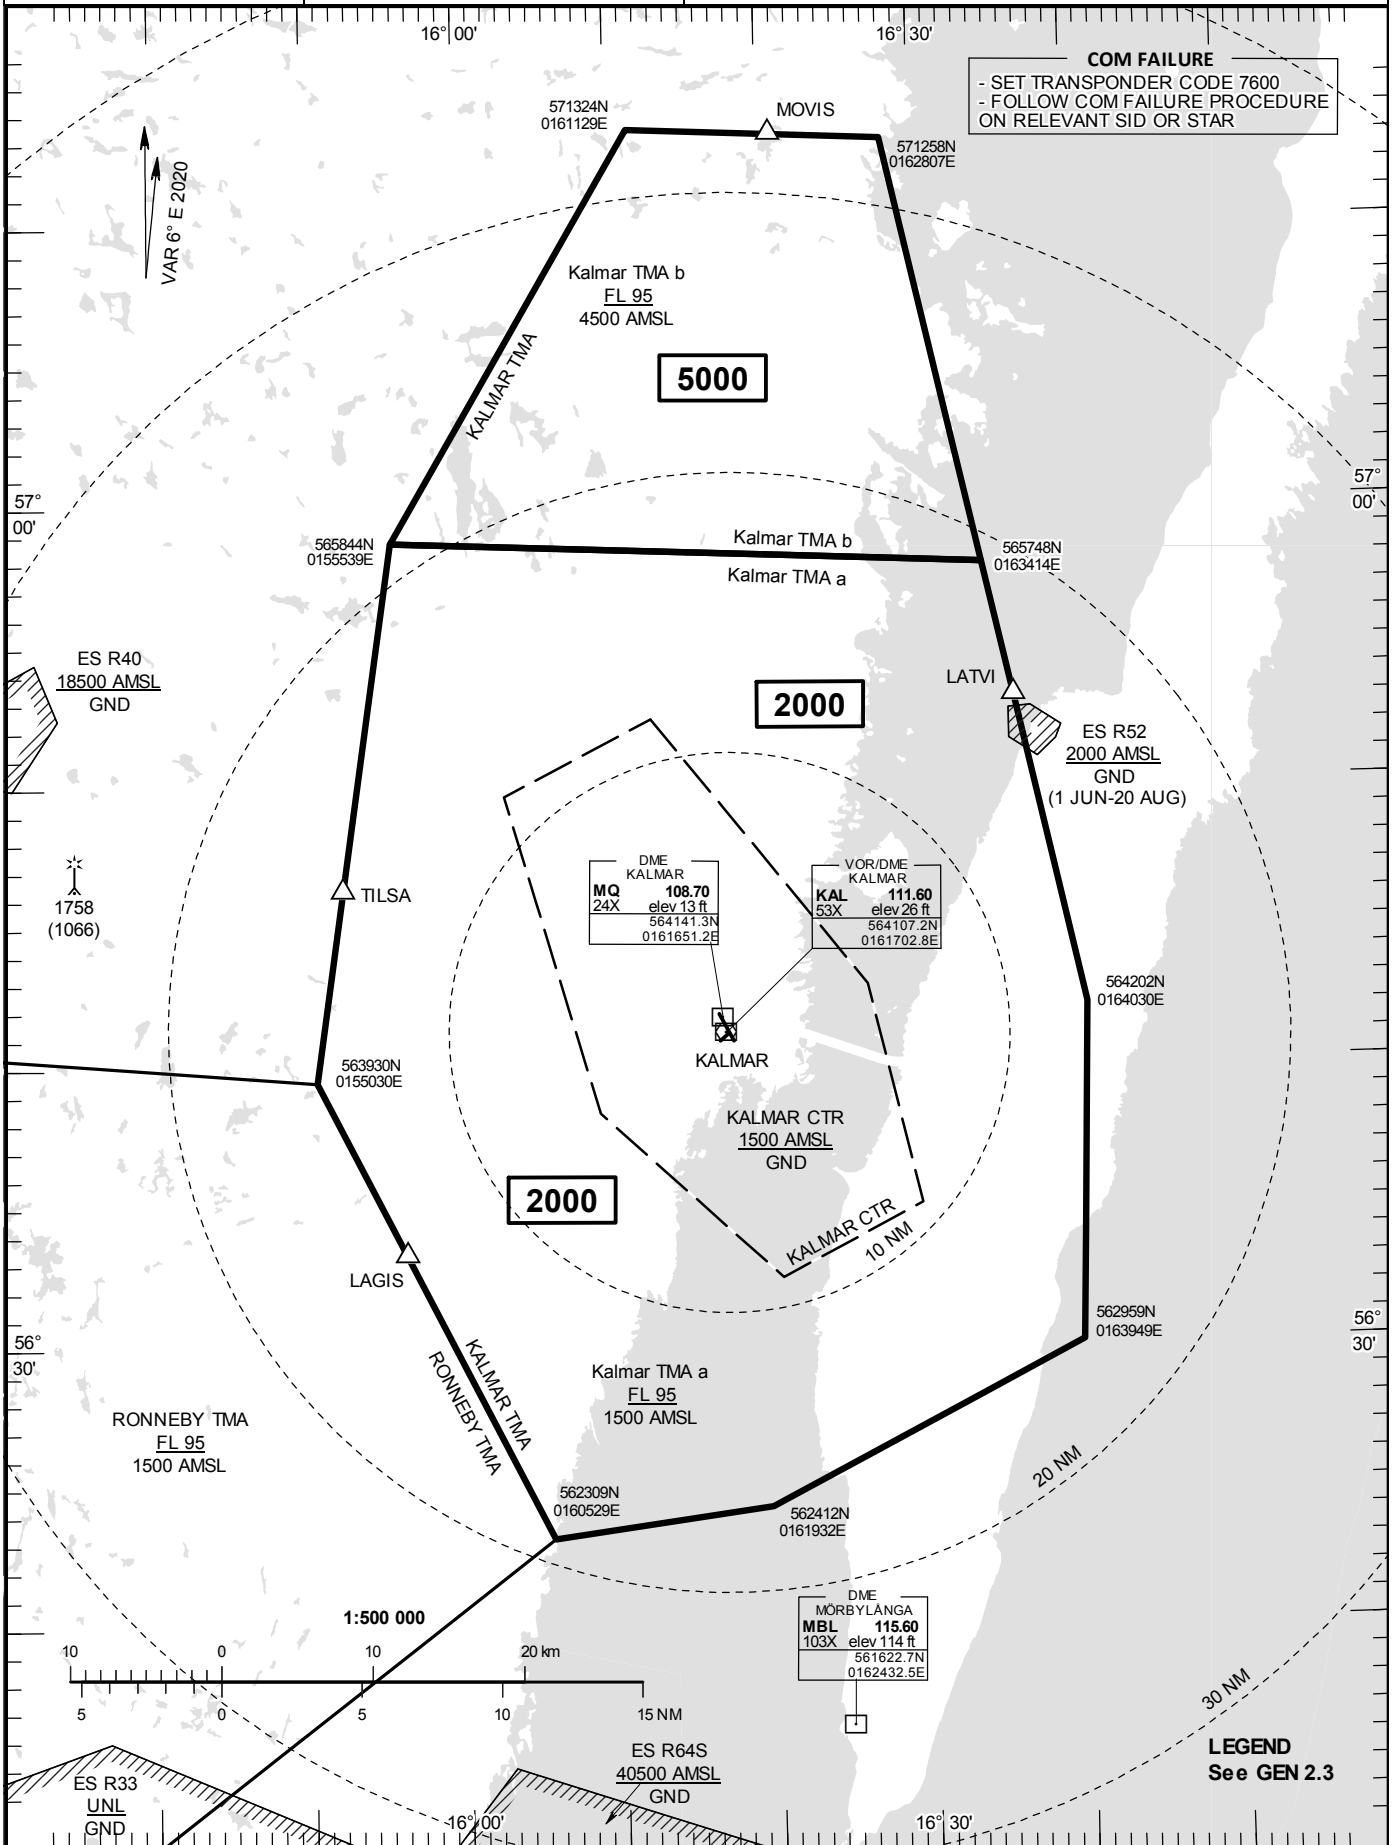 16° 00'
16° 30'
COM FAILURE
- SET TRANSPONDER CODE 7600
- FOLLOW COM FAILURE PROCEDURE
ON RELEVANT SID OR STAR
571324N
0161129E
MOVIS
571258N
0162807E
VAR 6° E 2020
Kalmar TMA b
FL 95
4500 AMSL
KALMAR TMA
5000
57°
00'
57°
00'
565844N
0155539E
Kalmar TMA b
Kalmar TMA a
565748N
0163414E
ES R40
18500 AMSL
GND
LATVI
2000
ES R52
2000 AMSL
GND
(1 JUN-20 AUG)
DME
KALMAR
MQ 108.70
24X elev 13 ft
564141.3N
0161651.2E
VOR/DME
KALMAR
KAL 111.60
53X elev 26 ft
564107.2N
0161702.8E
TILSA
1758
(1066)
564202N
0164030E
KALMAR
563930N
0155030E
KALMAR CTR
1500 AMSL
GND
2000
KALMAR CTR
10 NM
LAGIS
562959N
0163949E
56°
30'
56°
30'
KALMAR TMA
RONNEBY TMA
Kalmar TMA a
FL 95
1500 AMSL
RONNEBY TMA
FL 95
1500 AMSL
20 NM
562309N
0160529E
562412N
0161932E
1:500 000
10 0 10 20 km
5 0 5 10 15 NM
DME
MÖRBYLÅNGA
MBL 115.60
103X elev 114 ft
561622.7N
0162432.5E
30 NM
LEGEND
See GEN 2.3
ES R33
UNL
GND
ES R64S
40500 AMSL
GND
16° 00'
16° 30'